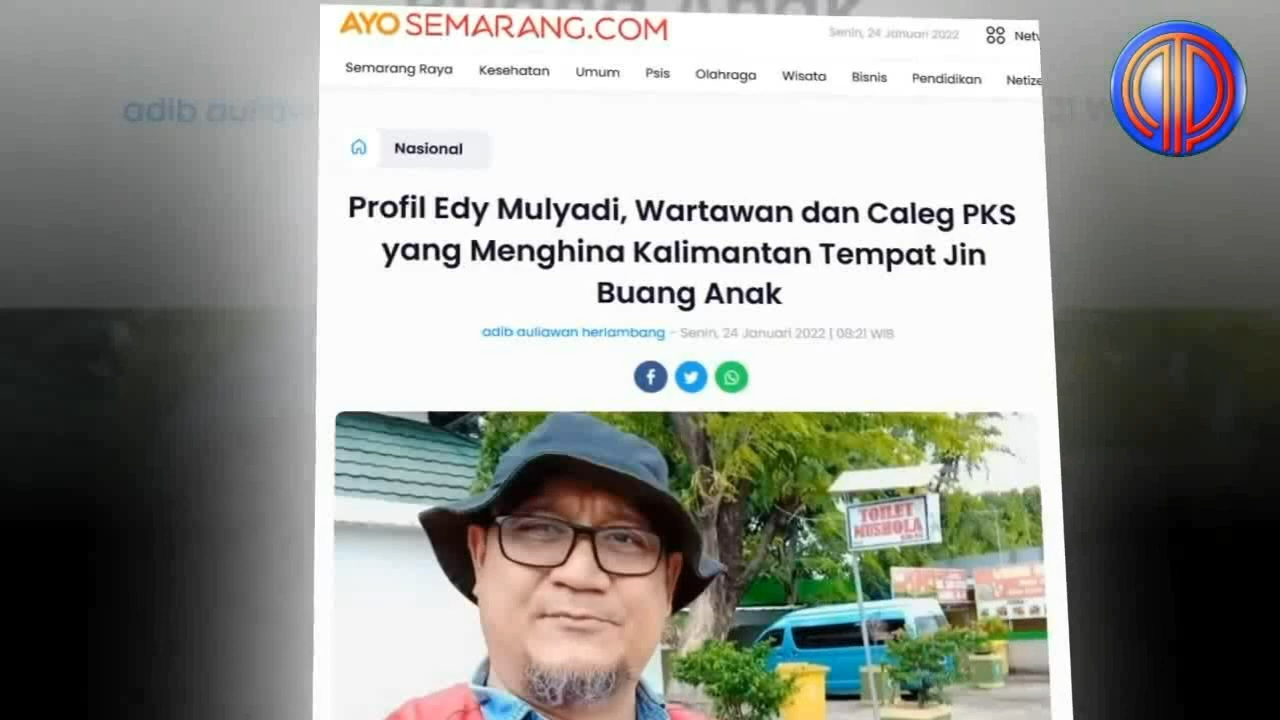 AYOSEMARANG.COM
Senin, 24 Januari 2022
Semarang Raya Kesehatan Umum Psis Olahraga Wisata Bisnis Pendidikan Netize
Nasional
Profil Edy Mulyadi, Wartawan dan Caleg PKS
yang Menghina Kalimantan Tempat Jin
Buang Anak
adib auliawan herlambang - Senin, 24 Januari 2022 | 08:21 WIB
TOILET
MUSHOLA